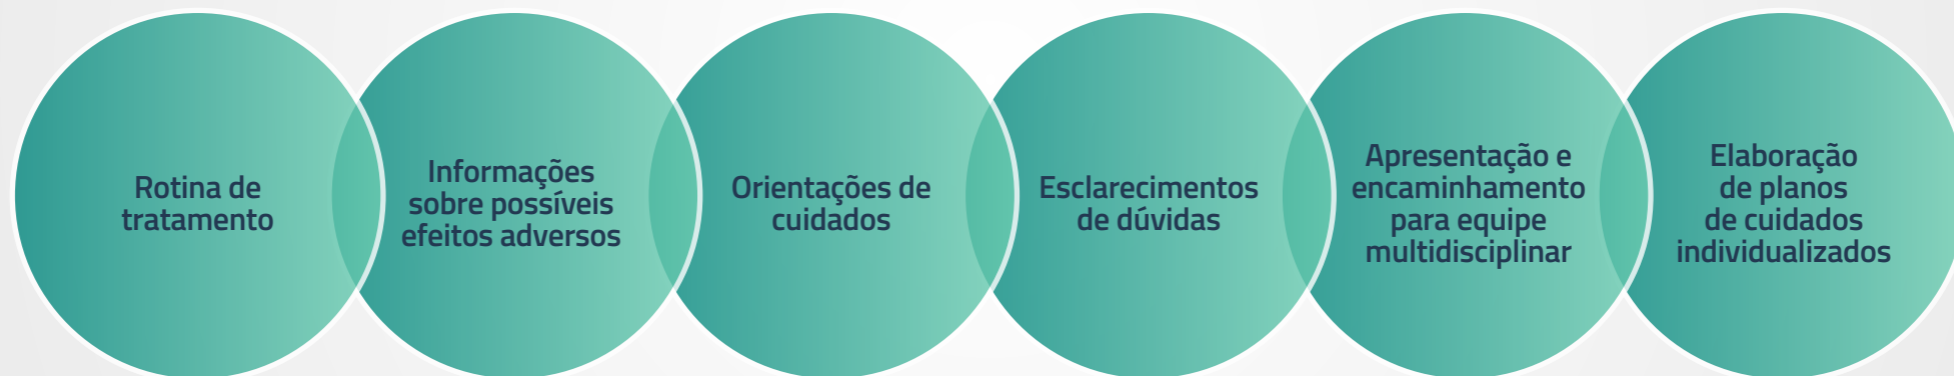 Rotina de
tratamento
Informações
sobre possíveis
efeitos adversos
Orientações de
cuidados
Esclarecimentos
de dúvidas
Apresentação e
encaminhamento
para equipe
multidisciplinar
Elaboração
de planos
de cuidados
individualizados